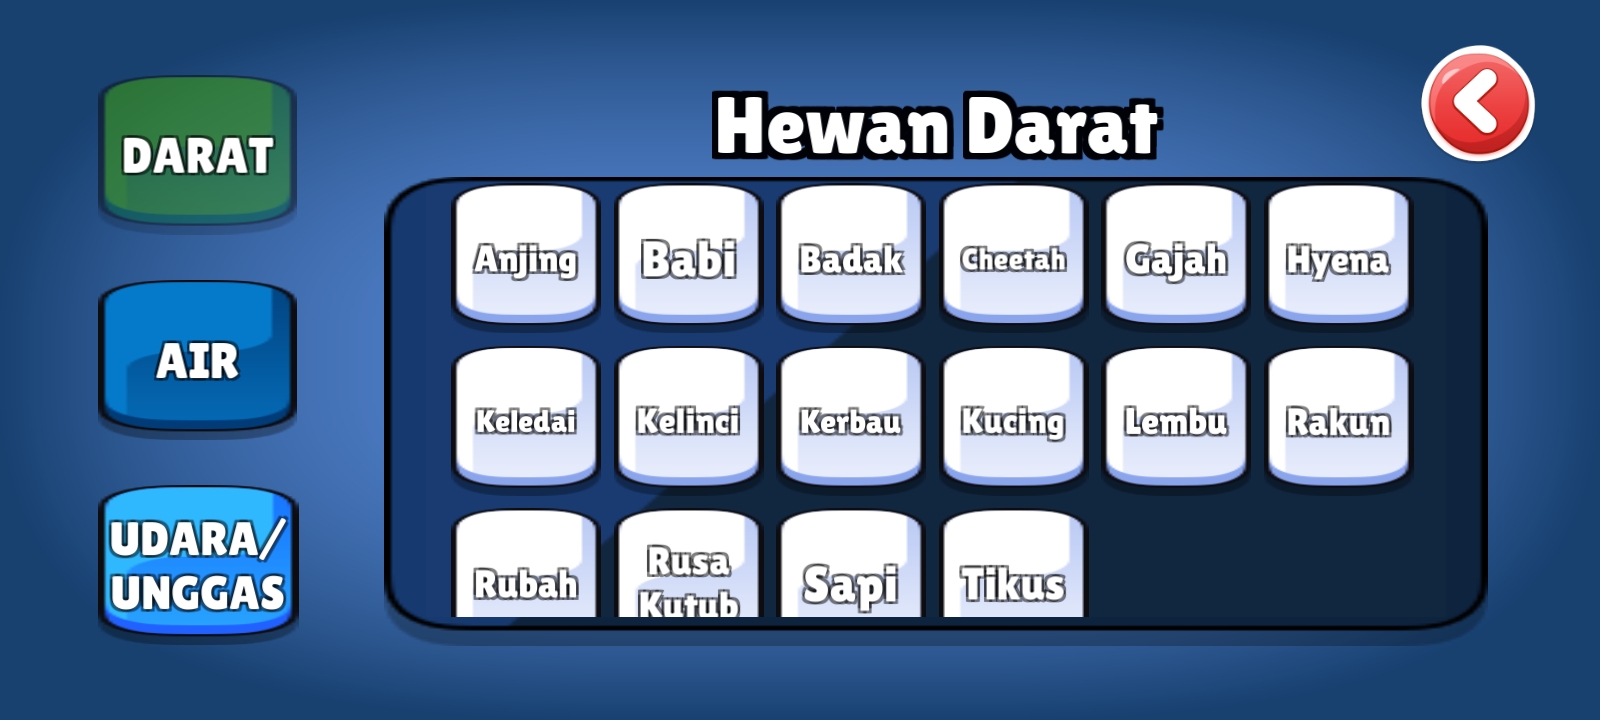 DARAT
AIR
UDARA/
UNGGAS
Hewan Darat
Anjing
Babi
Badak
Cheetah
Gajah
Hyena
Keledai
Kelinci
Kerbau
Kucing
Lembu
Rakun
Rubah
Rusa
Kutub
Sapi
Tikus